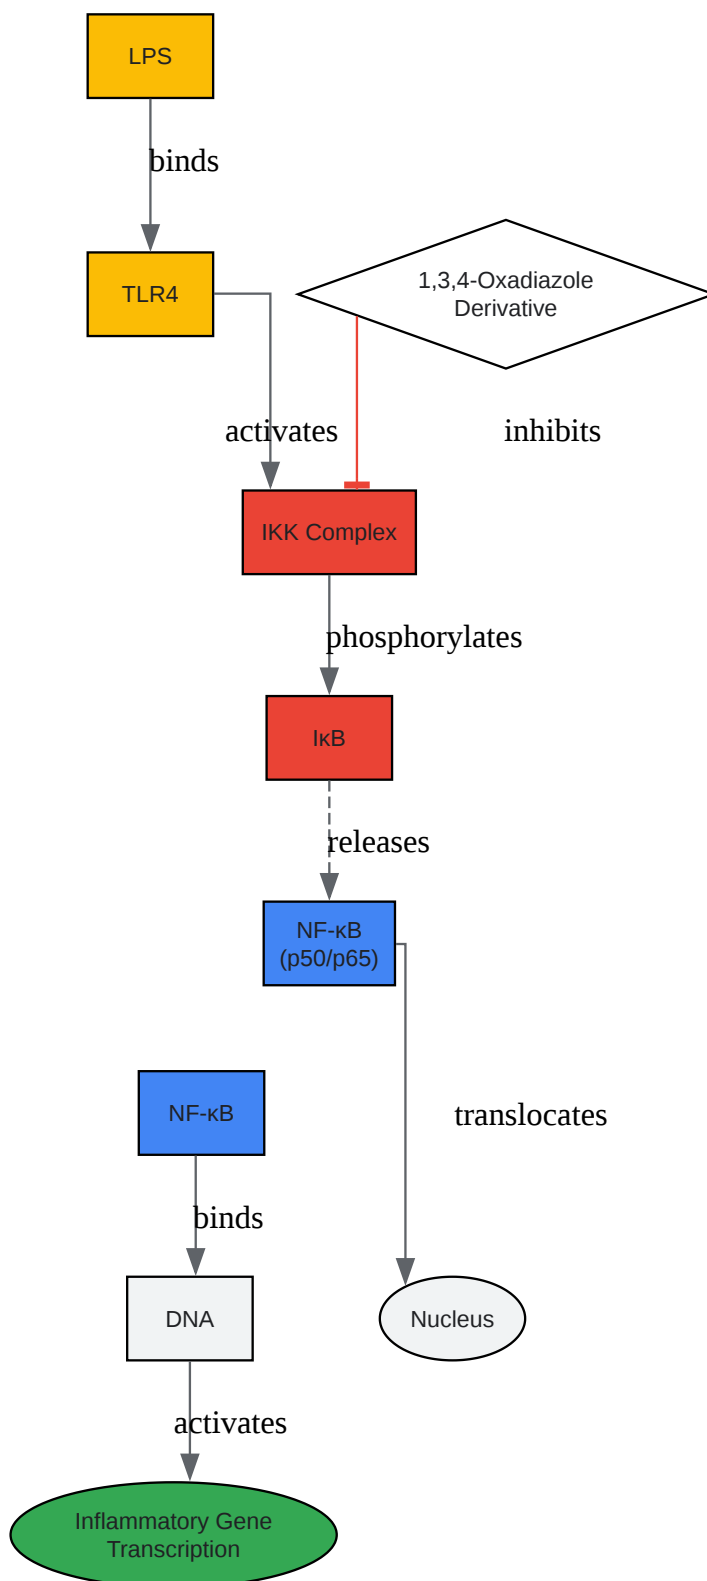 LPS
binds
TLR4
1,3,4-Oxadiazole
Derivative
activates
inhibits
IKK Complex
phosphorylates
IκB
releases
NF-κB
(p50/p65)
NF-κB
translocates
binds
DNA
Nucleus
activates
Inflammatory Gene
Transcription